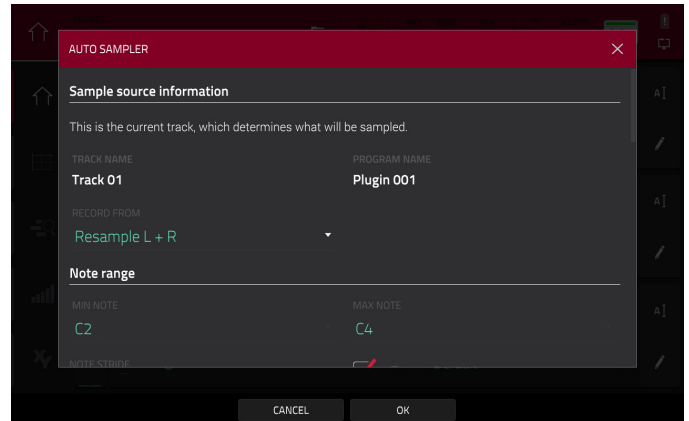 AUTO SAMPLER
Sample source information
This is the current track, which determines what will be sampled.
TRACK NAME
PROGRAM NAME
Track 01
Plugin 001
RECORD FROM
Resample L + R
Note range
MIN NOTE
MAX NOTE
C2
C4
NOTE STRIDE
CANCEL
OK